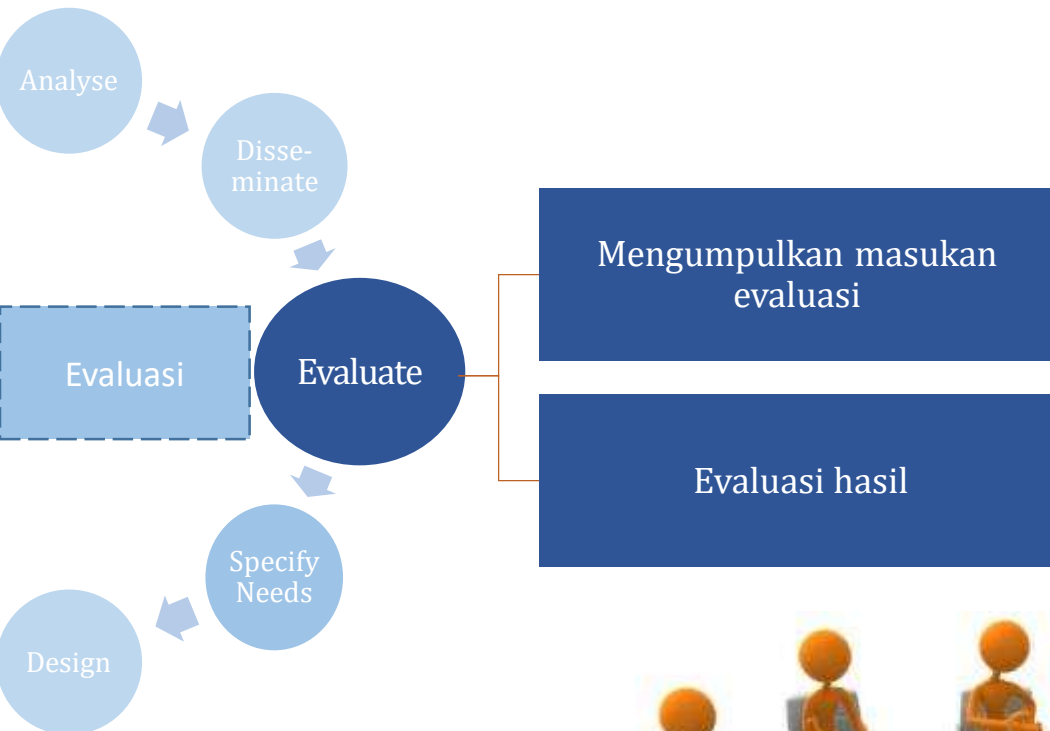 Analyse
Disse-
minate
Mengumpulkan masukan
evaluasi
Evaluasi
Evaluate
Evaluasi hasil
Specify
Needs
Design